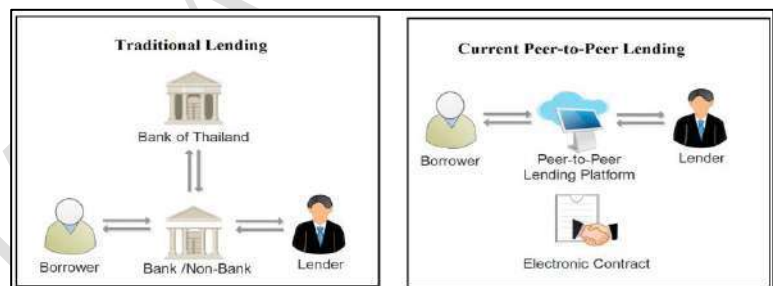 Traditional Lending
Bank of Thailand
Borrower
Bank /Non-Bank
Lender
Current Peer-to-Peer Lending
Borrower
Peer-to-Peer
Lending Platform
Lender
Electronic Contract